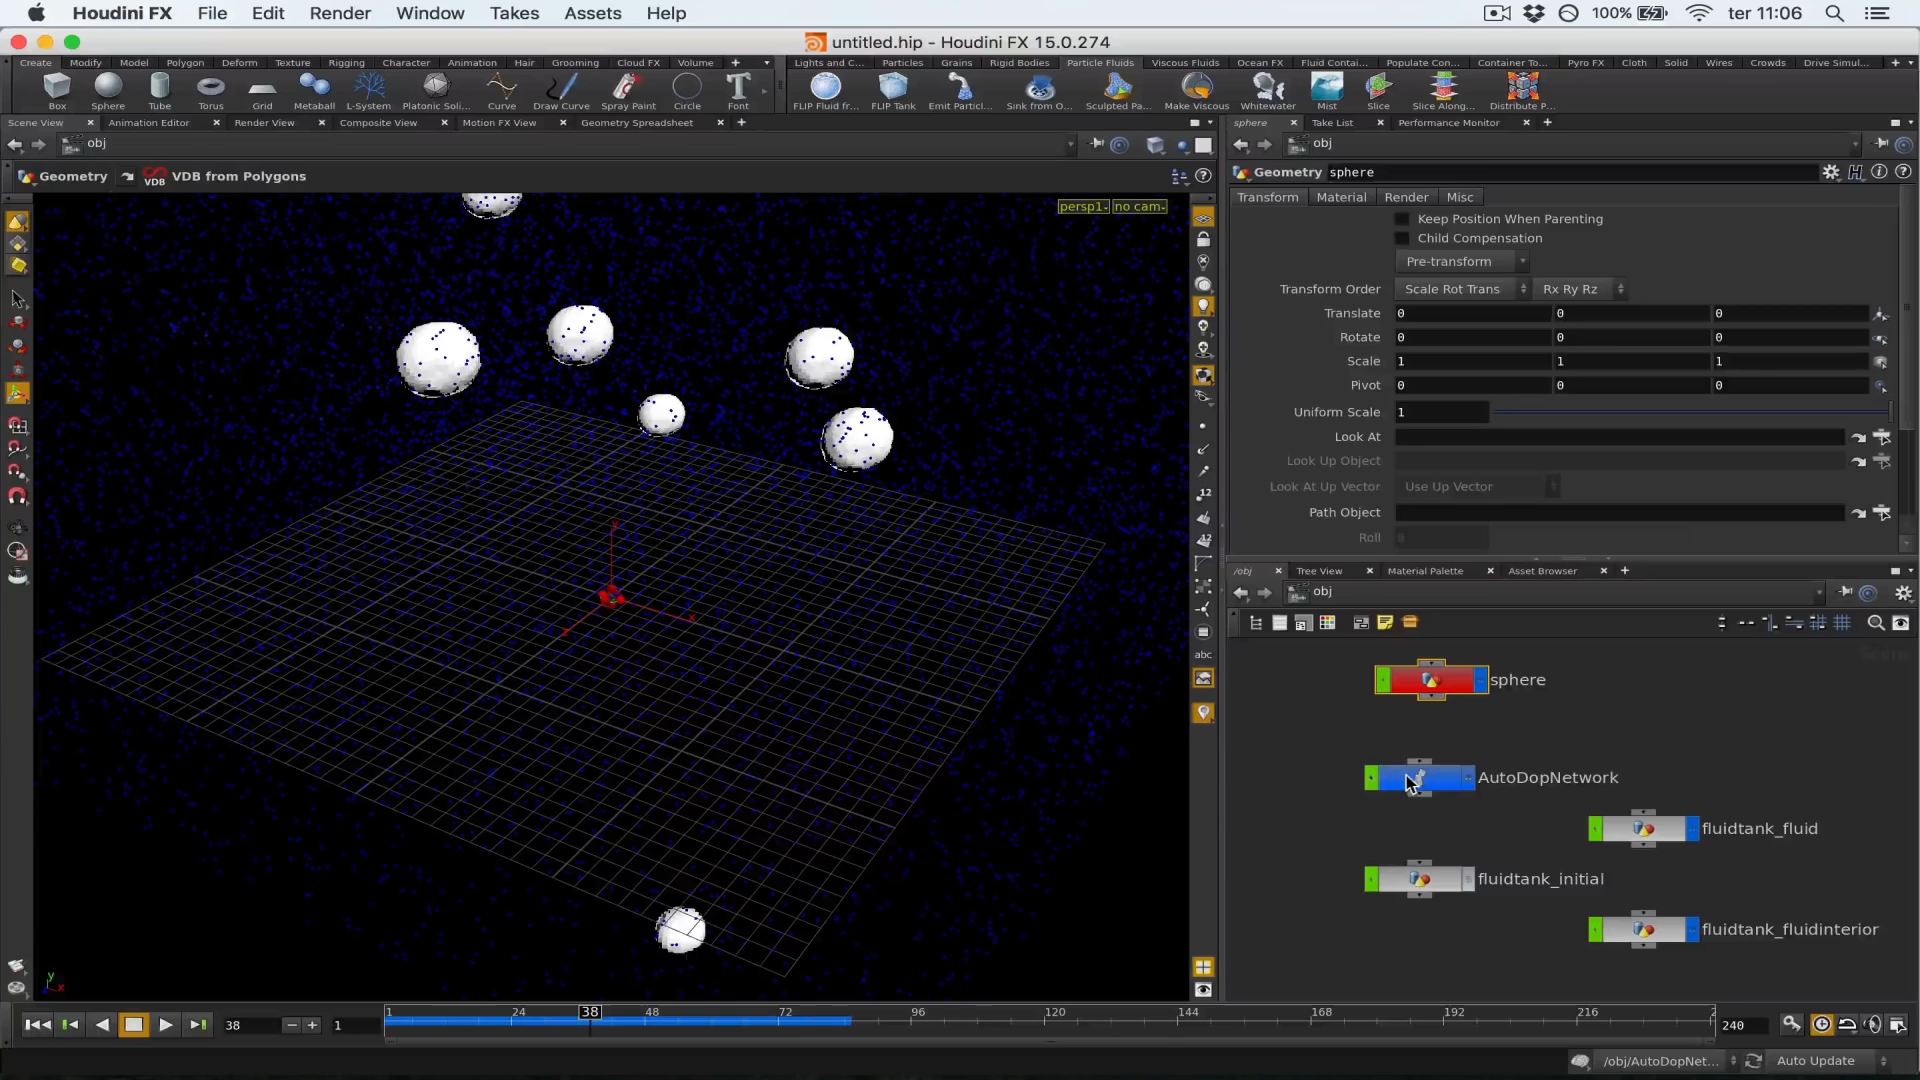 Houdini FX File Edit Render Window Takes Assets Help 100% ter 11:06
untitled.hip - Houdini FX 15.0.274
Create Modify Model Polygon Deform Texture Rigging Character Animation Hair Grooming Cloud FX Volume
Lights and C... Particles Grains Rigid Bodies Particle Fluids Viscous Fluids Ocean FX Fluid Contai... Populate Con... Container To... Pyro FX Cloth Solid Wires Crowds Drive Simul...
Box Sphere Tube Torus Grid Metaball L-System Platonic Soli... Curve Draw Curve Spray Paint Circle Font
FLIP Fluid fr... FLIP Tank Emit Particl... Sink from O... Sculpted Pa... Make Viscous Whitewater Mist Slice Slice Along... Distribute P...
Scene View Animation Editor Render View Composite View Motion FX View Geometry Spreadsheet
sphere Take List Performance Monitor
obj
obj
Geometry VDB VDB from Polygons
Geometry sphere
Transform Material Render Misc
persp1 no cam
Keep Position When Parenting
Child Compensation
Pre-transform
Transform Order Scale Rot Trans Rx Ry Rz
Translate 0 0 0
Rotate 0 0 0
Scale 1 1 1
Pivot 0 0 0
Uniform Scale 1
Look At
Look Up Object
Look At Up Vector Use Up Vector
Path Object
Roll 0
12
12
abc
/obj Tree View Material Palette Asset Browser
obj
sphere
AutoDopNetwork
fluidtank_fluid
fluidtank_initial
fluidtank_fluidinterior
y
x
z
y
x
38 1
1 24 38 48 72 96 120 144 168 192 216 2
240
/obj/AutoDopNet... Auto Update